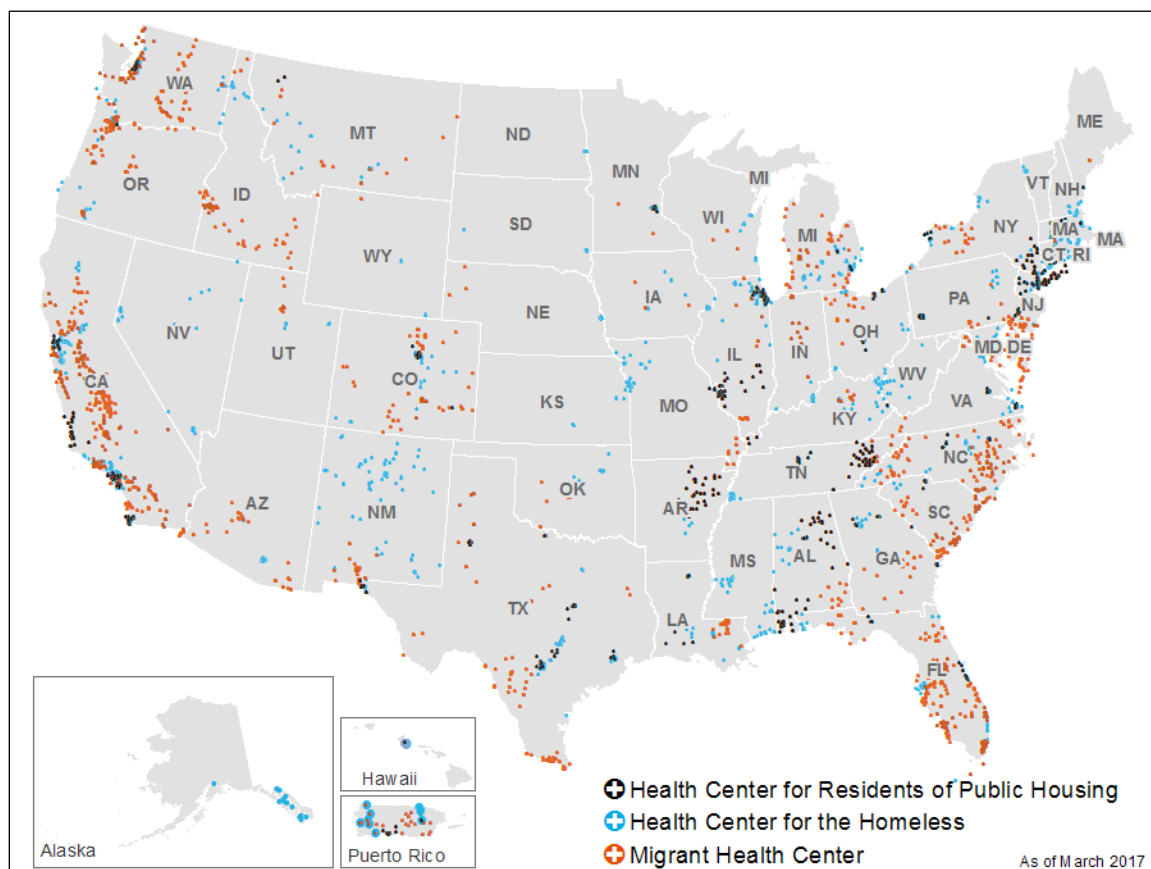 WA
MT
ND
MN
ME
OR
ID
SD
WI
MI
MI
VT
NH
NY
MA
MA
WY
CT RI
IA
NE
PA
NJ
NV
UT
CO
IL
IN
OH
MD DE
CA
KS
MO
WV
KY
VA
AZ
NM
OK
AR
TN
NC
SC
MS
AL
GA
TX
LA
FL
Alaska
Hawaii
Puerto Rico
Health Center for Residents of Public Housing
Health Center for the Homeless
Migrant Health Center
As of March 2017